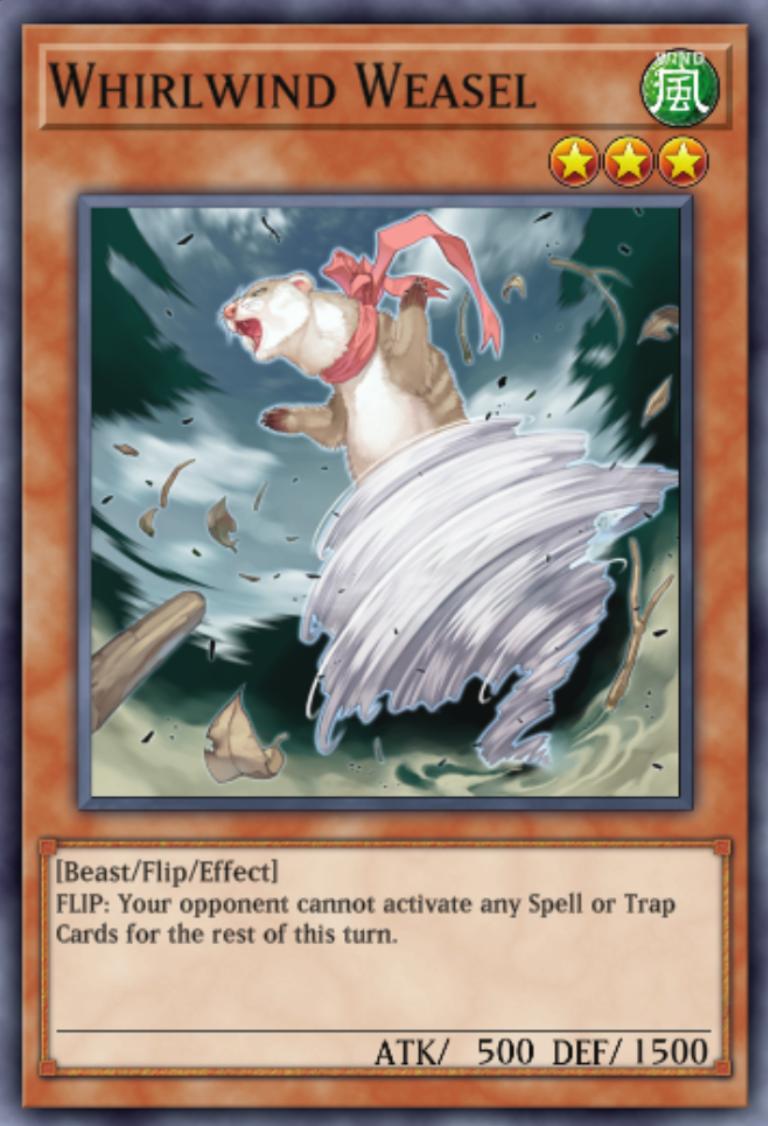 Whirlwind Weasel
WIND
風
[Beast/Flip/Effect]
FLIP: Your opponent cannot activate any Spell or Trap
Cards for the rest of this turn.
ATK/ 500 DEF/ 1500